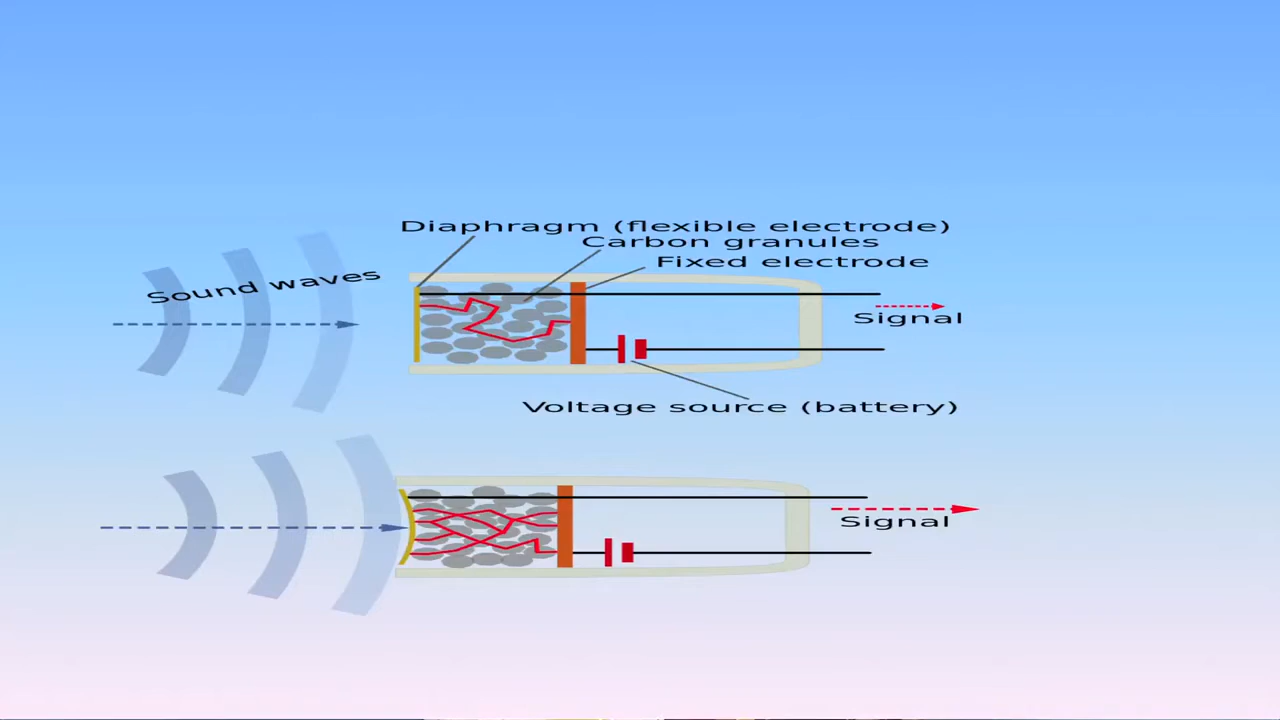 Diaphragm (flexible electrode)
Carbon granules
Fixed electrode
Sound waves
Signal
Voltage source (battery)
Signal